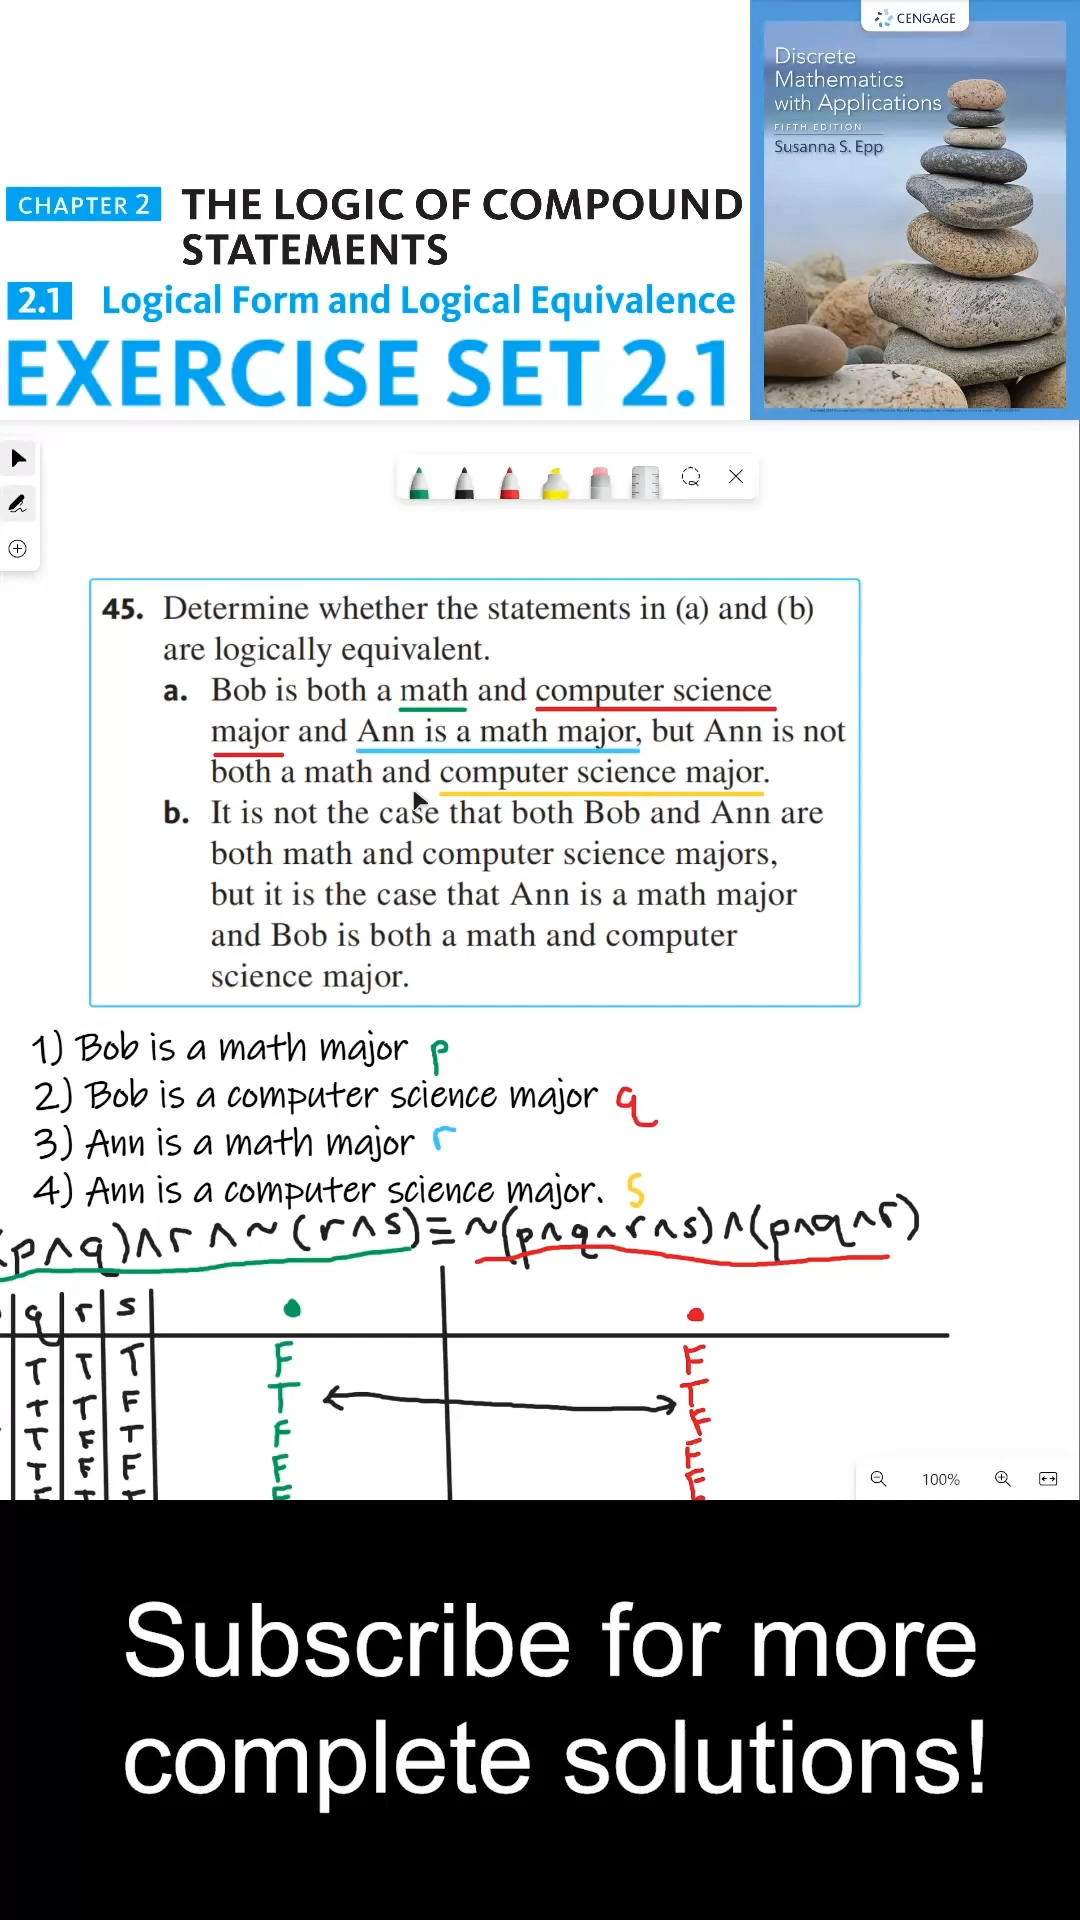 CENGAGE
Discrete
Mathematics
with Applications
FIFTH EDITION
Susanna S. Epp
CHAPTER 2 THE LOGIC OF COMPOUND
STATEMENTS
2.1 Logical Form and Logical Equivalence
EXERCISE SET 2.1
45. Determine whether the statements in (a) and (b)
are logically equivalent.
a. Bob is both a math and computer science
major and Ann is a math major, but Ann is not
both a math and computer science major.
b. It is not the case that both Bob and Ann are
both math and computer science majors,
but it is the case that Ann is a math major
and Bob is both a math and computer
science major.
1) Bob is a math major p
2) Bob is a computer science major q
3) Ann is a math major r
4) Ann is a computer science major. s
(p∧q)∧r∧~(r∧s)≡~(p∧q∧r∧s)∧(p∧q∧r)
q r s
T T T F F
T T F T T
T F T F F
T F F F F
F F
100%
Subscribe for more
complete solutions!